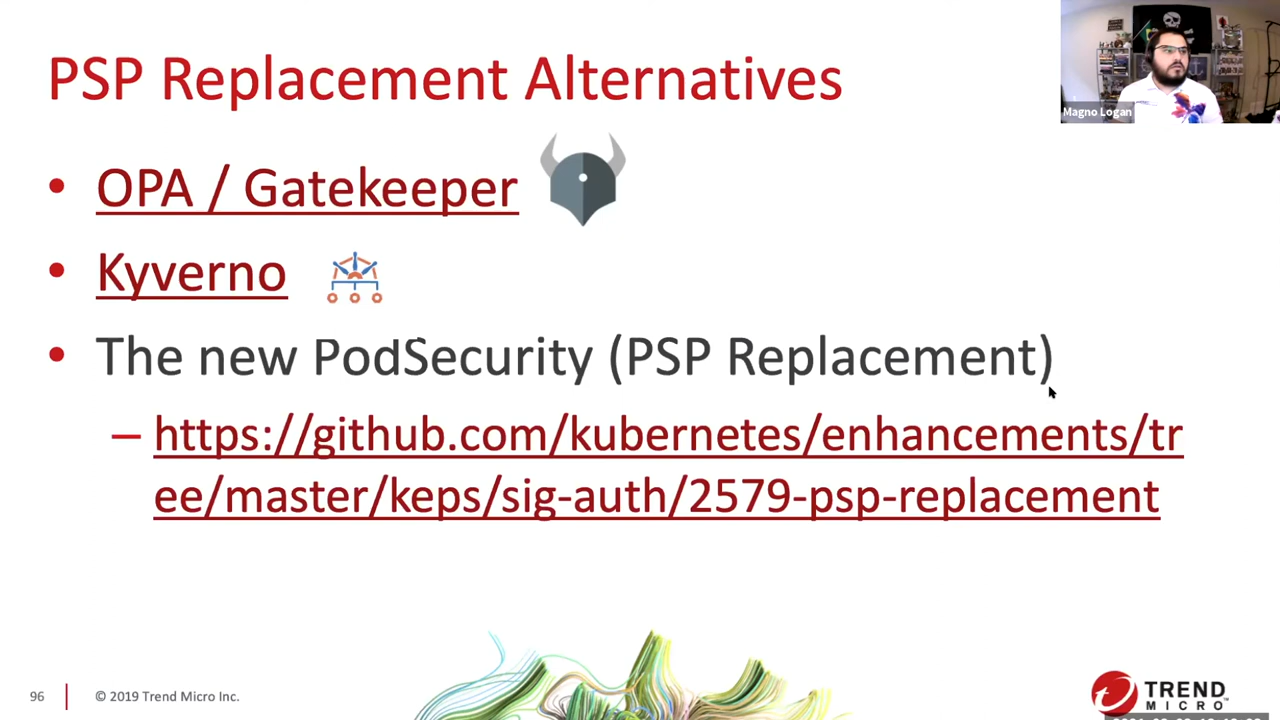 PSP Replacement Alternatives
Magno Logan
• OPA / Gatekeeper
• Kyverno
• The new PodSecurity (PSP Replacement)
– https://github.com/kubernetes/enhancements/tr
ee/master/keps/sig-auth/2579-psp-replacement
96
© 2019 Trend Micro Inc.
TREND
MICRO